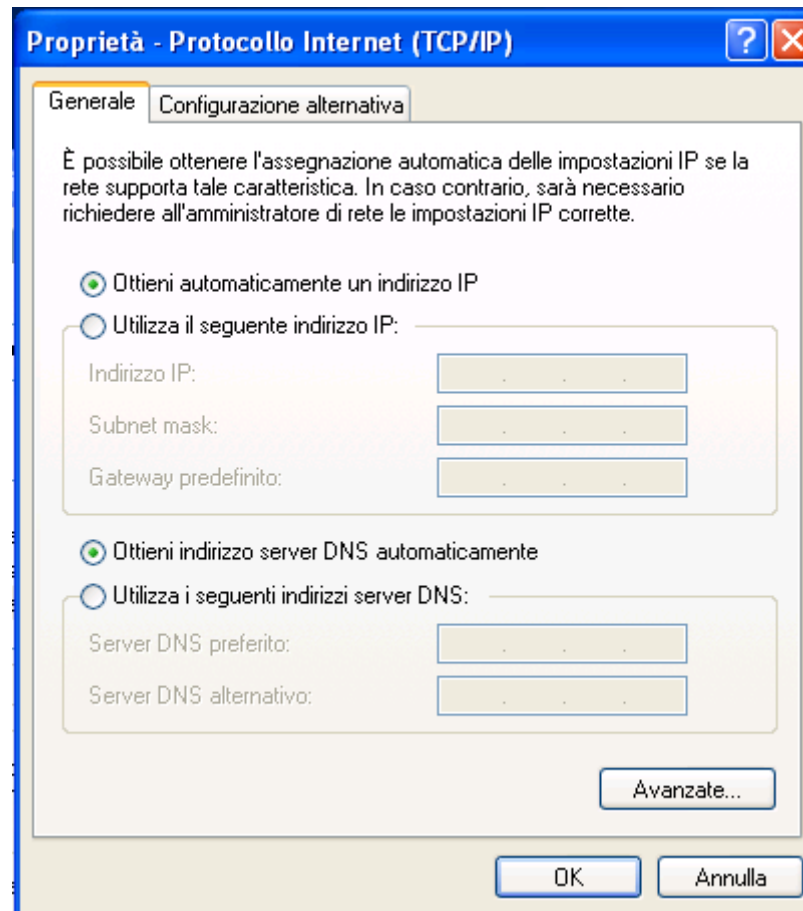 Proprietà - Protocollo Internet (TCP/IP)
Generale
Configurazione alternativa
È possibile ottenere l'assegnazione automatica delle impostazioni IP se la
rete supporta tale caratteristica. In caso contrario, sarà necessario
richiedere all'amministratore di rete le impostazioni IP corrette.
Ottieni automaticamente un indirizzo IP
Utilizza il seguente indirizzo IP:
Indirizzo IP:
Subnet mask:
Gateway predefinito:
Ottieni indirizzo server DNS automaticamente
Utilizza i seguenti indirizzi server DNS:
Server DNS preferito:
Server DNS alternativo:
Avanzate...
OK
Annulla